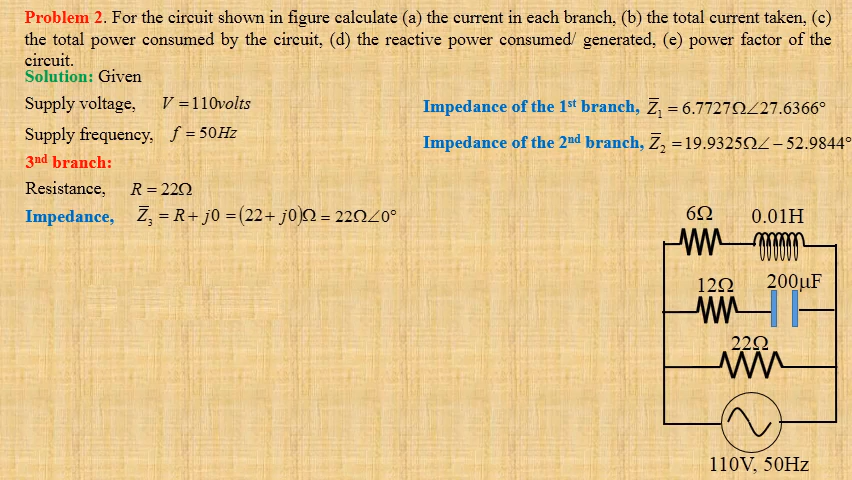 Problem 2. For the circuit shown in figure calculate (a) the current in each branch, (b) the total current taken, (c)
the total power consumed by the circuit, (d) the reactive power consumed/ generated, (e) power factor of the
circuit.
Solution: Given
Supply voltage, V = 110volts
Supply frequency, f = 50Hz
3nd branch:
Resistance, R = 22Ω
Impedance, Z̅₃ = R + j0 = (22 + j0)Ω = 22Ω∠0°
Impedance of the 1st branch, Z̅₁ = 6.7727Ω∠27.6366°
Impedance of the 2nd branch, Z̅₂ = 19.9325Ω∠−52.9844°
6Ω 0.01H
12Ω 200μF
22Ω
110V, 50Hz